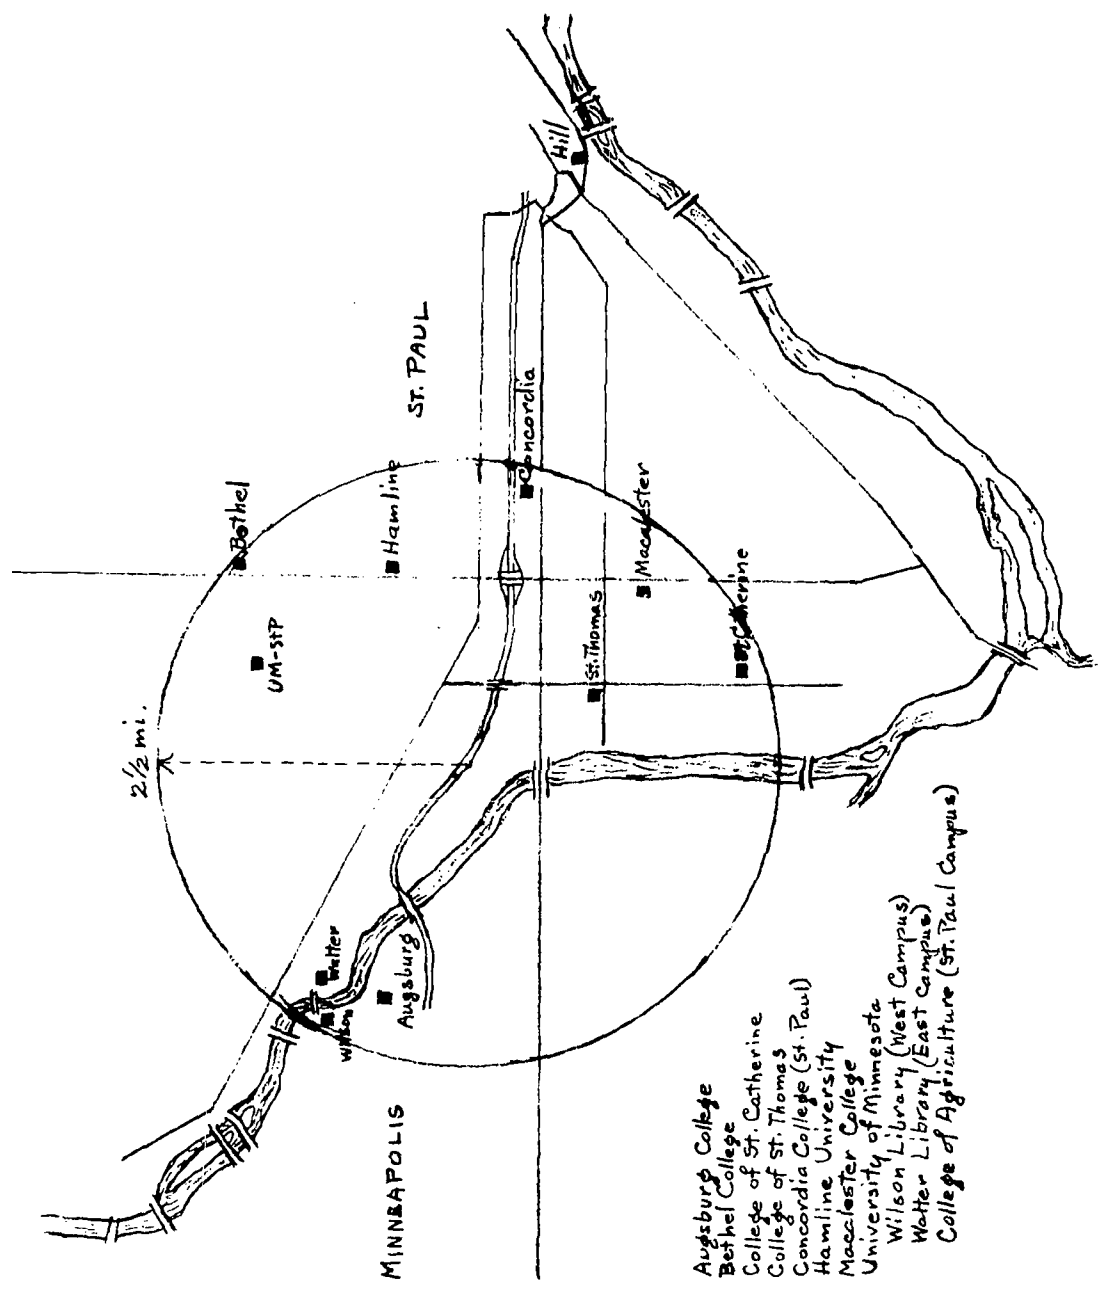 2½ mi.
Bethel
UM-StP
Hamline
ST. PAUL
Hill
Concordia
Walter
Wilson
Augsburg
St. Thomas
Macalester
St. Catherine
MINNEAPOLIS
Augsburg College
Bethel College
College of St. Catherine
College of St. Thomas
Concordia College (St. Paul)
Hamline University
Macalester College
University of Minnesota
Wilson Library (West Campus)
Walter Library (East Campus)
College of Agriculture (St. Paul Campus)